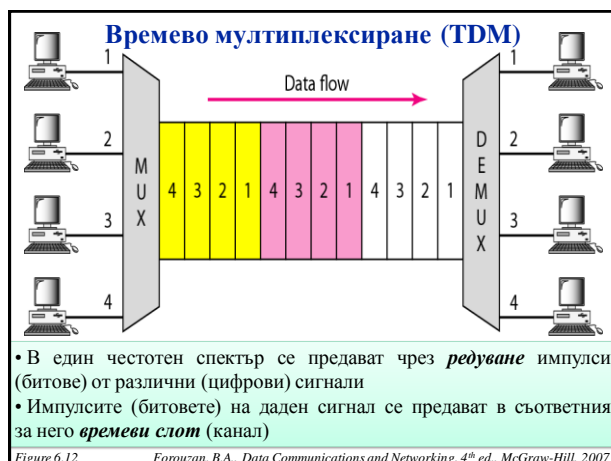 Времево мултиплексиране (TDM)
1
1
Data flow
2
2
MUX
4 3 2 1 4 3 2 1 4 3 2 1
DEMUX
3
3
4
4
• В един честотен спектър се предават чрез редуване импулси
(битове) от различни (цифрови) сигнали
• Импулсите (битовете) на даден сигнал се предават в съответния
за него времеви слот (канал)
Figure 6.12 Forouzan, B.A., Data Communications and Networking, 4th ed., McGraw-Hill, 2007